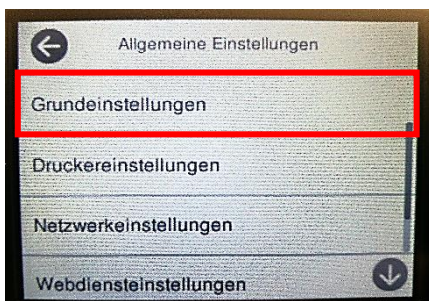 Allgemeine Einstellungen
Grundeinstellungen
Druckereinstellungen
Netzwerkeinstellungen
Webdiensteinstellungen